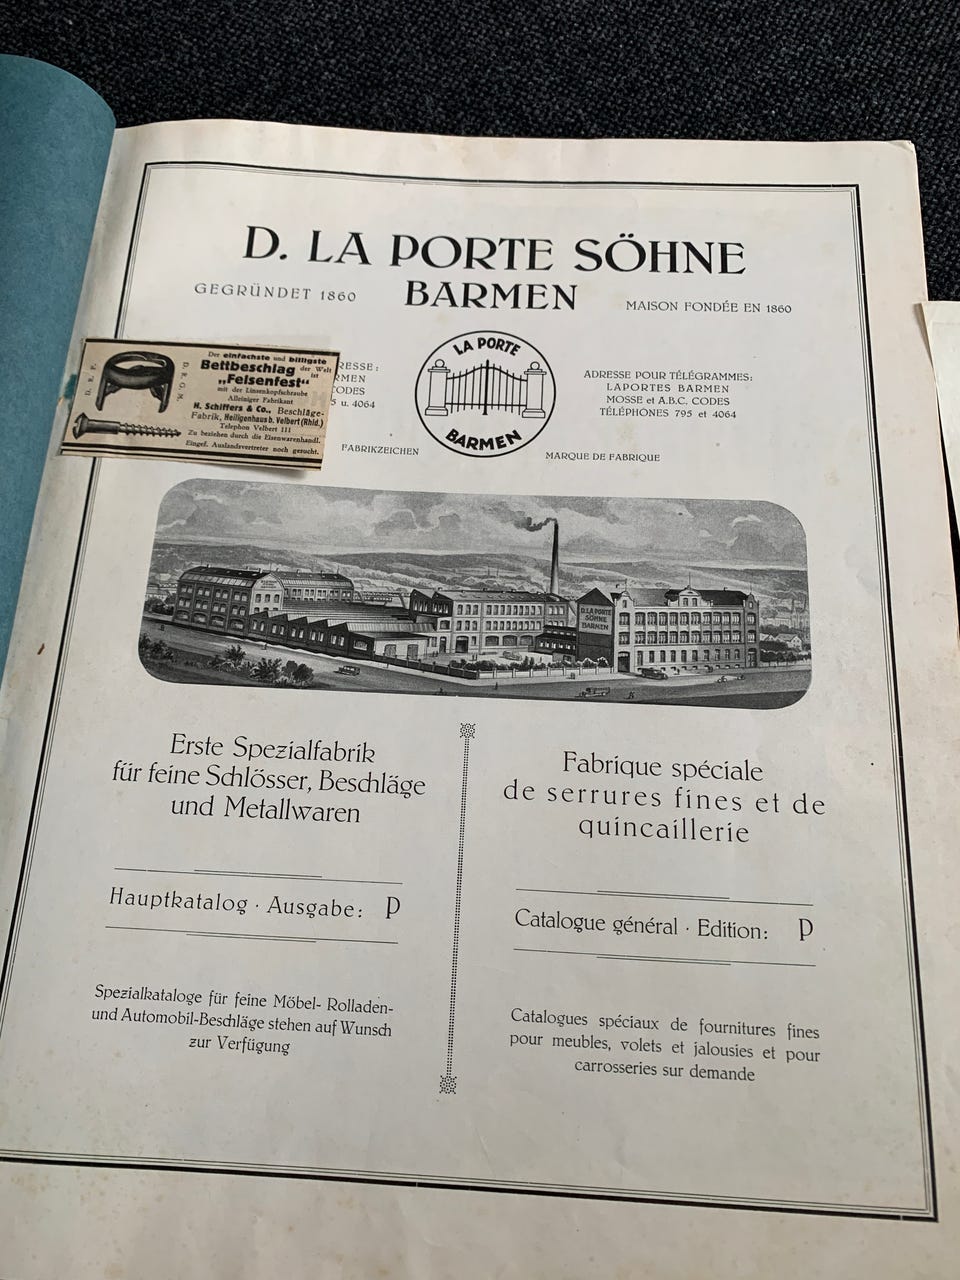 D. LA PORTE SÖHNE
BARMEN
GEGRÜNDET 1860
MAISON FONDÉE EN 1860
LA PORTE
BARMEN
D.R.P.
D.R.G.M.
Der einfachste und billigste
Bettbeschlag der Welt
„Felsenfest“ ist
mit der Linsenkopfschraube
Alleiniger Fabrikant
H. Schiffers & Co., Beschläge-
Fabrik, Heiligenhaus b. Velbert (Rhld.)
Telephon Velbert 111
Zu beziehen durch die Eisenwarenhandl.
Eingef. Auslandsvertreter noch gesucht.
RESSE:
RMEN
CODES
5 u. 4064
FABRIKZEICHEN
ADRESSE POUR TÉLÉGRAMMES:
LAPORTES BARMEN
MOSSE et A.B.C. CODES
TÉLÉPHONES 795 et 4064
MARQUE DE FABRIQUE
D. LA PORTE
SÖHNE
BARMEN
Erste Spezialfabrik
für feine Schlösser, Beschläge
und Metallwaren
Hauptkatalog · Ausgabe: P
Spezialkataloge für feine Möbel- Rolladen-
und Automobil-Beschläge stehen auf Wunsch
zur Verfügung
Fabrique spéciale
de serrures fines et de
quincaillerie
Catalogue général · Edition: P
Catalogues spéciaux de fournitures fines
pour meubles, volets et jalousies et pour
carrosseries sur demande